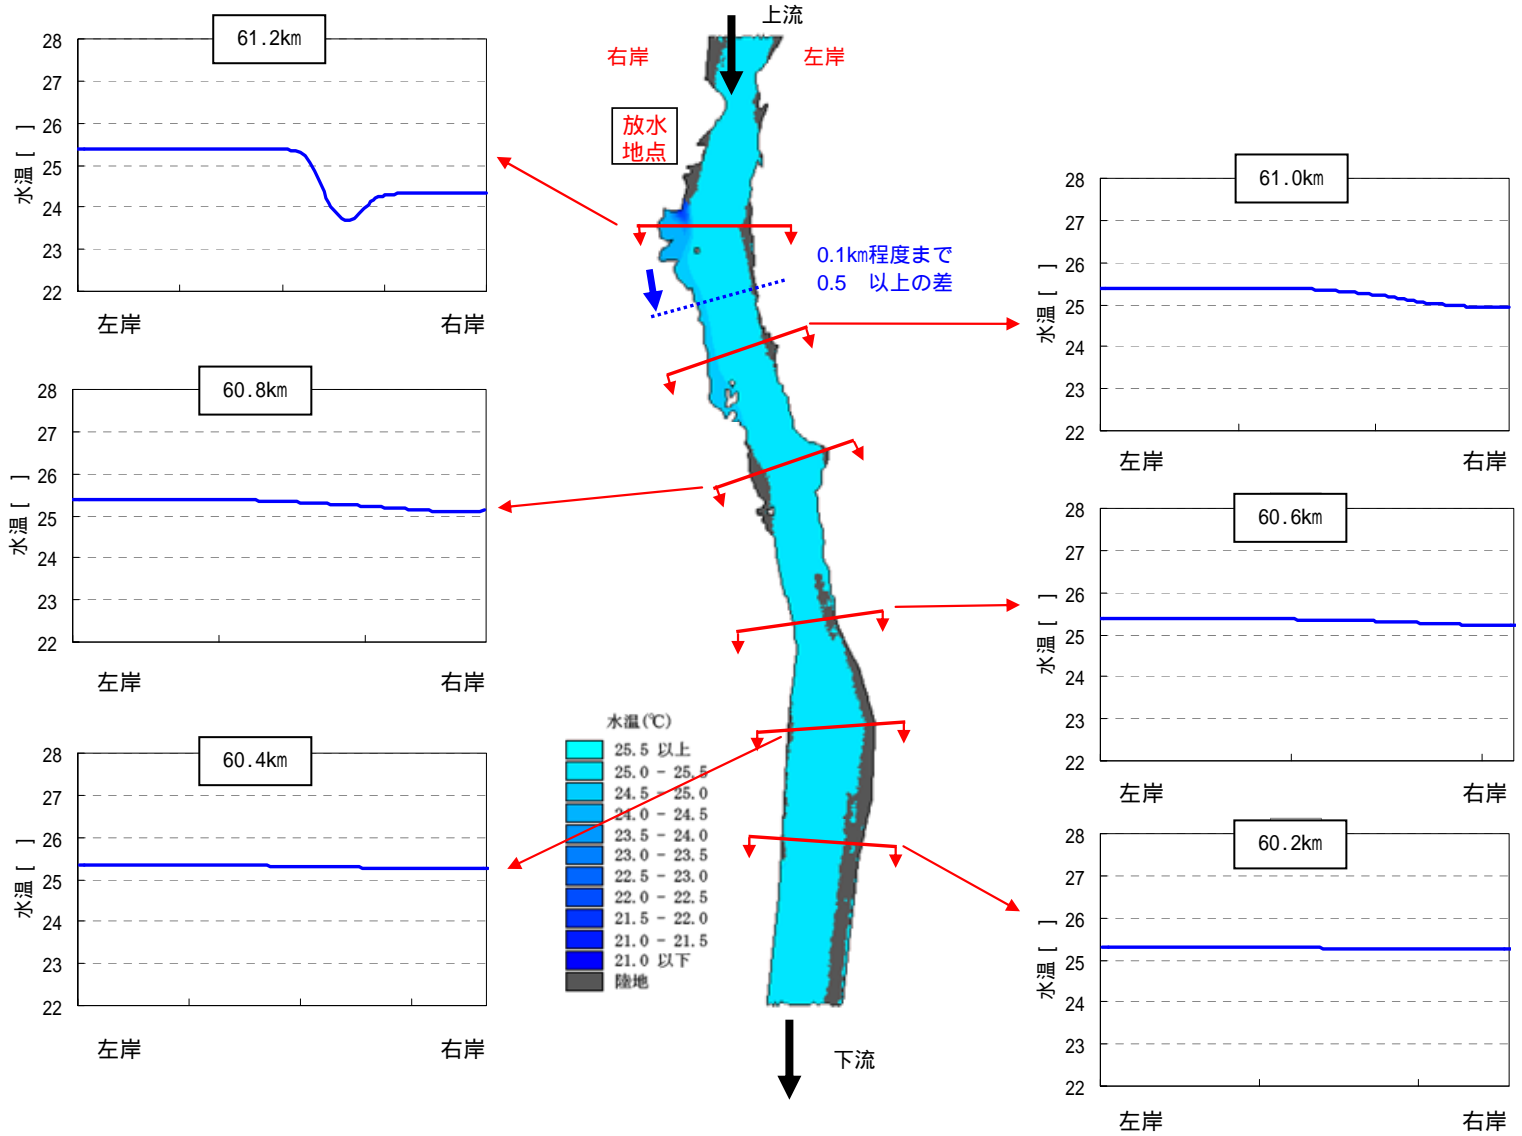 上流
右岸
左岸
放水
地点
0.1km程度まで
0.5 以上の差
下流
61.2km
水温 [ ]
28
27
26
25
24
23
22
左岸
右岸
60.8km
水温 [ ]
28
27
26
25
24
23
22
左岸
右岸
60.4km
水温 [ ]
28
27
26
25
24
23
22
左岸
右岸
水温(℃)
25.5 以上
25.0 - 25.5
24.5 - 25.0
24.0 - 24.5
23.5 - 24.0
23.0 - 23.5
22.5 - 23.0
22.0 - 22.5
21.5 - 22.0
21.0 - 21.5
21.0 以下
陸地
61.0km
水温 [ ]
28
27
26
25
24
23
22
左岸
右岸
60.6km
水温 [ ]
28
27
26
25
24
23
22
左岸
右岸
60.2km
水温 [ ]
28
27
26
25
24
23
22
左岸
右岸